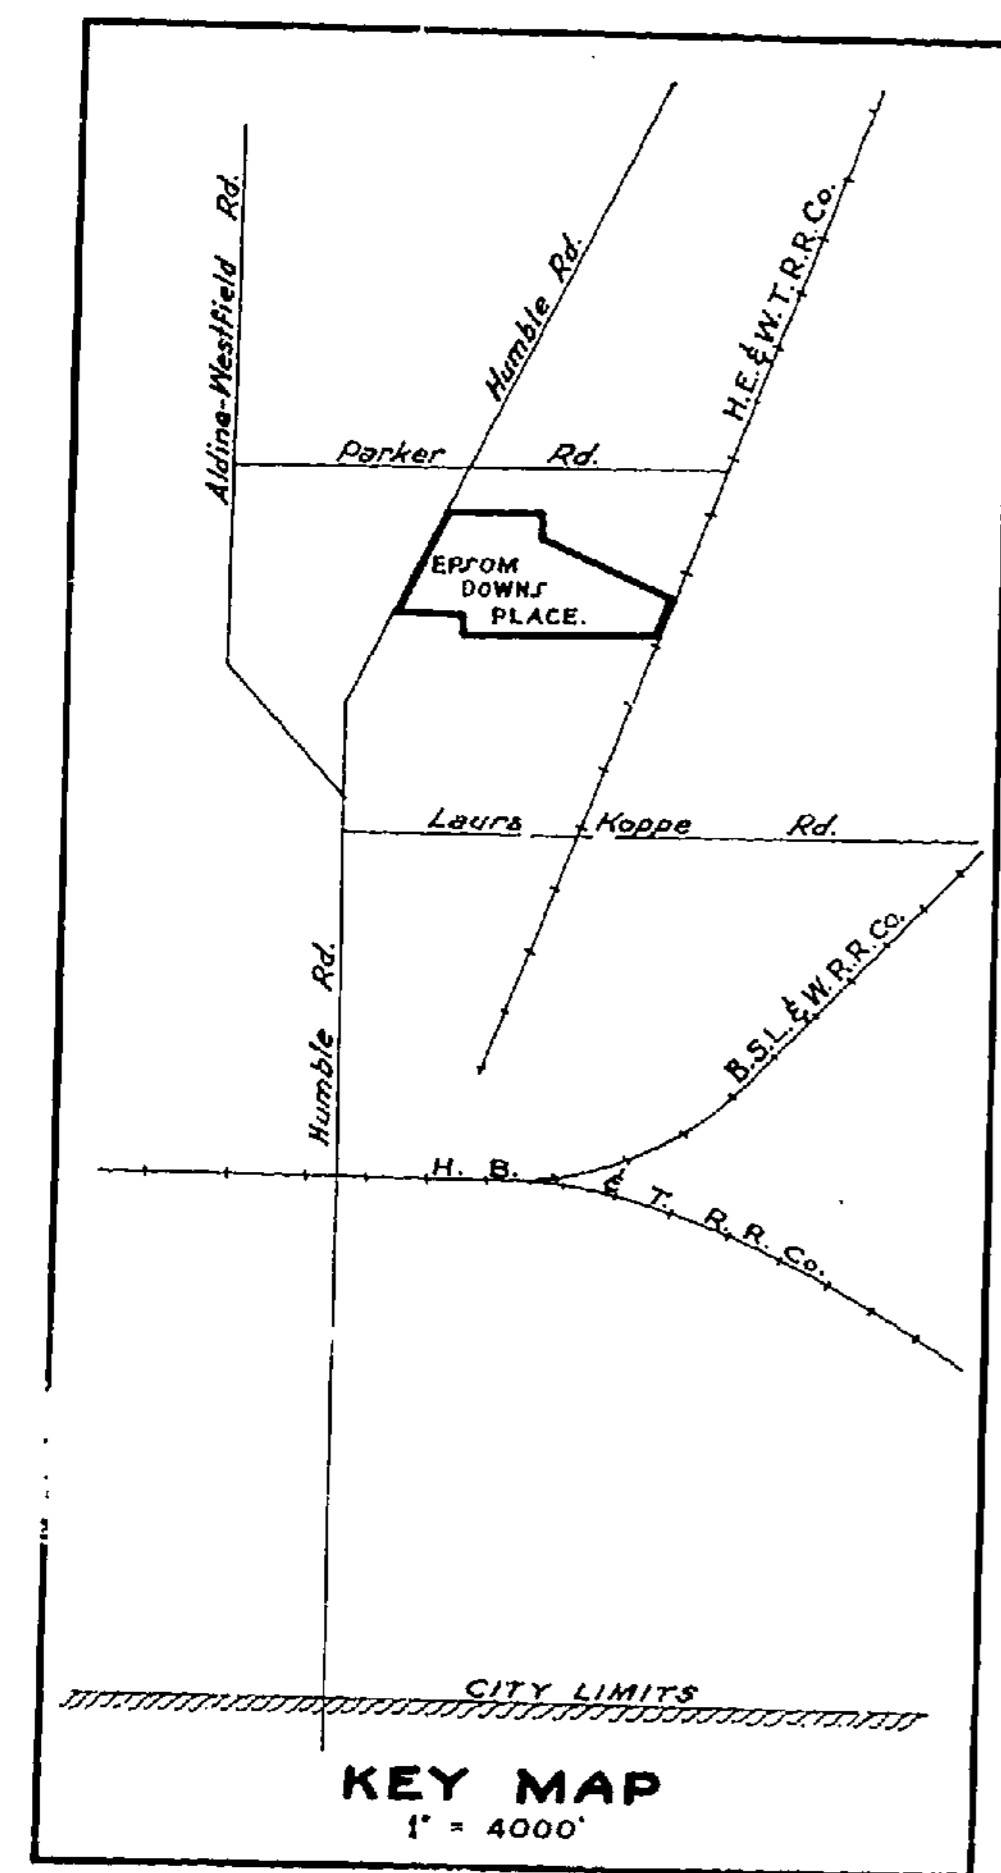 Aldine-Westfield Rd.
Humble Rd.
H.E. & W.T.R.R.Co.
Parker Rd.
EPSOM
DOWNS
PLACE.
Laura Koppe Rd.
Humble Rd.
B.S.L. & W.R.R.Co.
H. B. & T. R. R. Co.
CITY LIMITS
KEY MAP
1" = 4000'